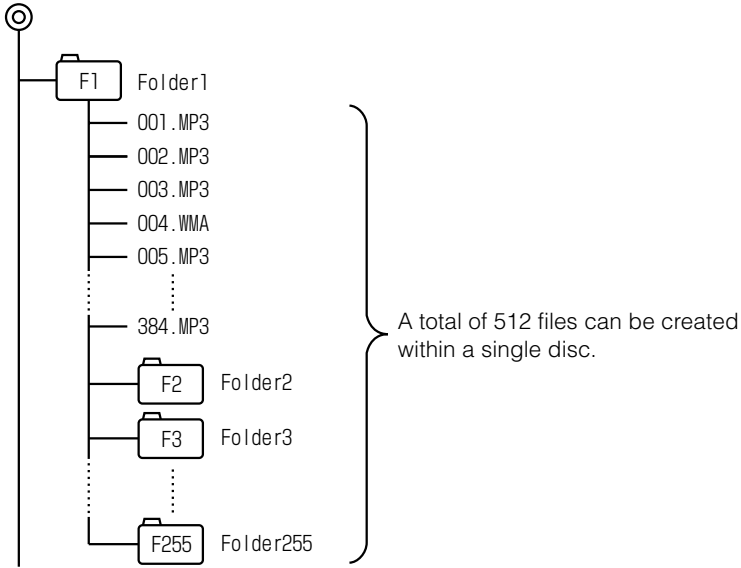 F1 Folder1
001.MP3
002.MP3
003.MP3
004.WMA
005.MP3
384.MP3
A total of 512 files can be created
within a single disc.
F2 Folder2
F3 Folder3
F255 Folder255